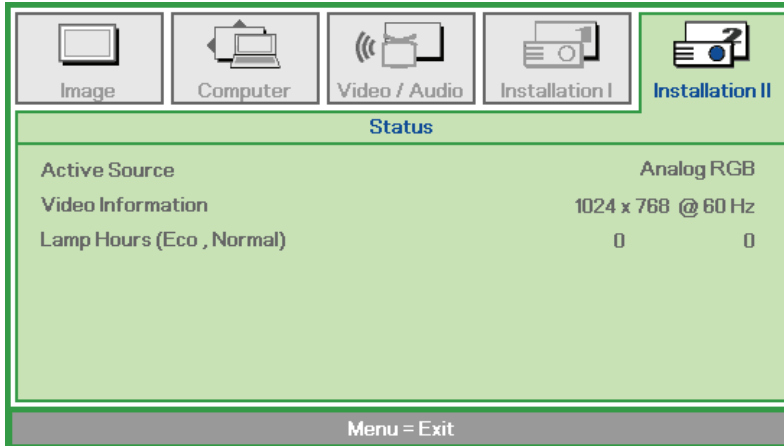 Image Computer Video / Audio Installation I Installation II
Status
Active Source Analog RGB
Video Information 1024 x 768 @ 60 Hz
Lamp Hours (Eco , Normal) 0 0
Menu = Exit